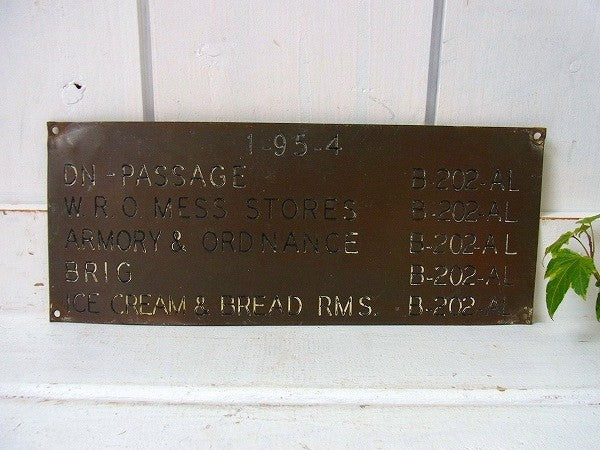 1-95-4
DN-PASSAGE B-202-AL
W.R.O. MESS STORES B-202-AL
ARMORY & ORDNANCE B-202-AL
BRIG B-202-AL
ICE CREAM & BREAD RMS. B-202-AL